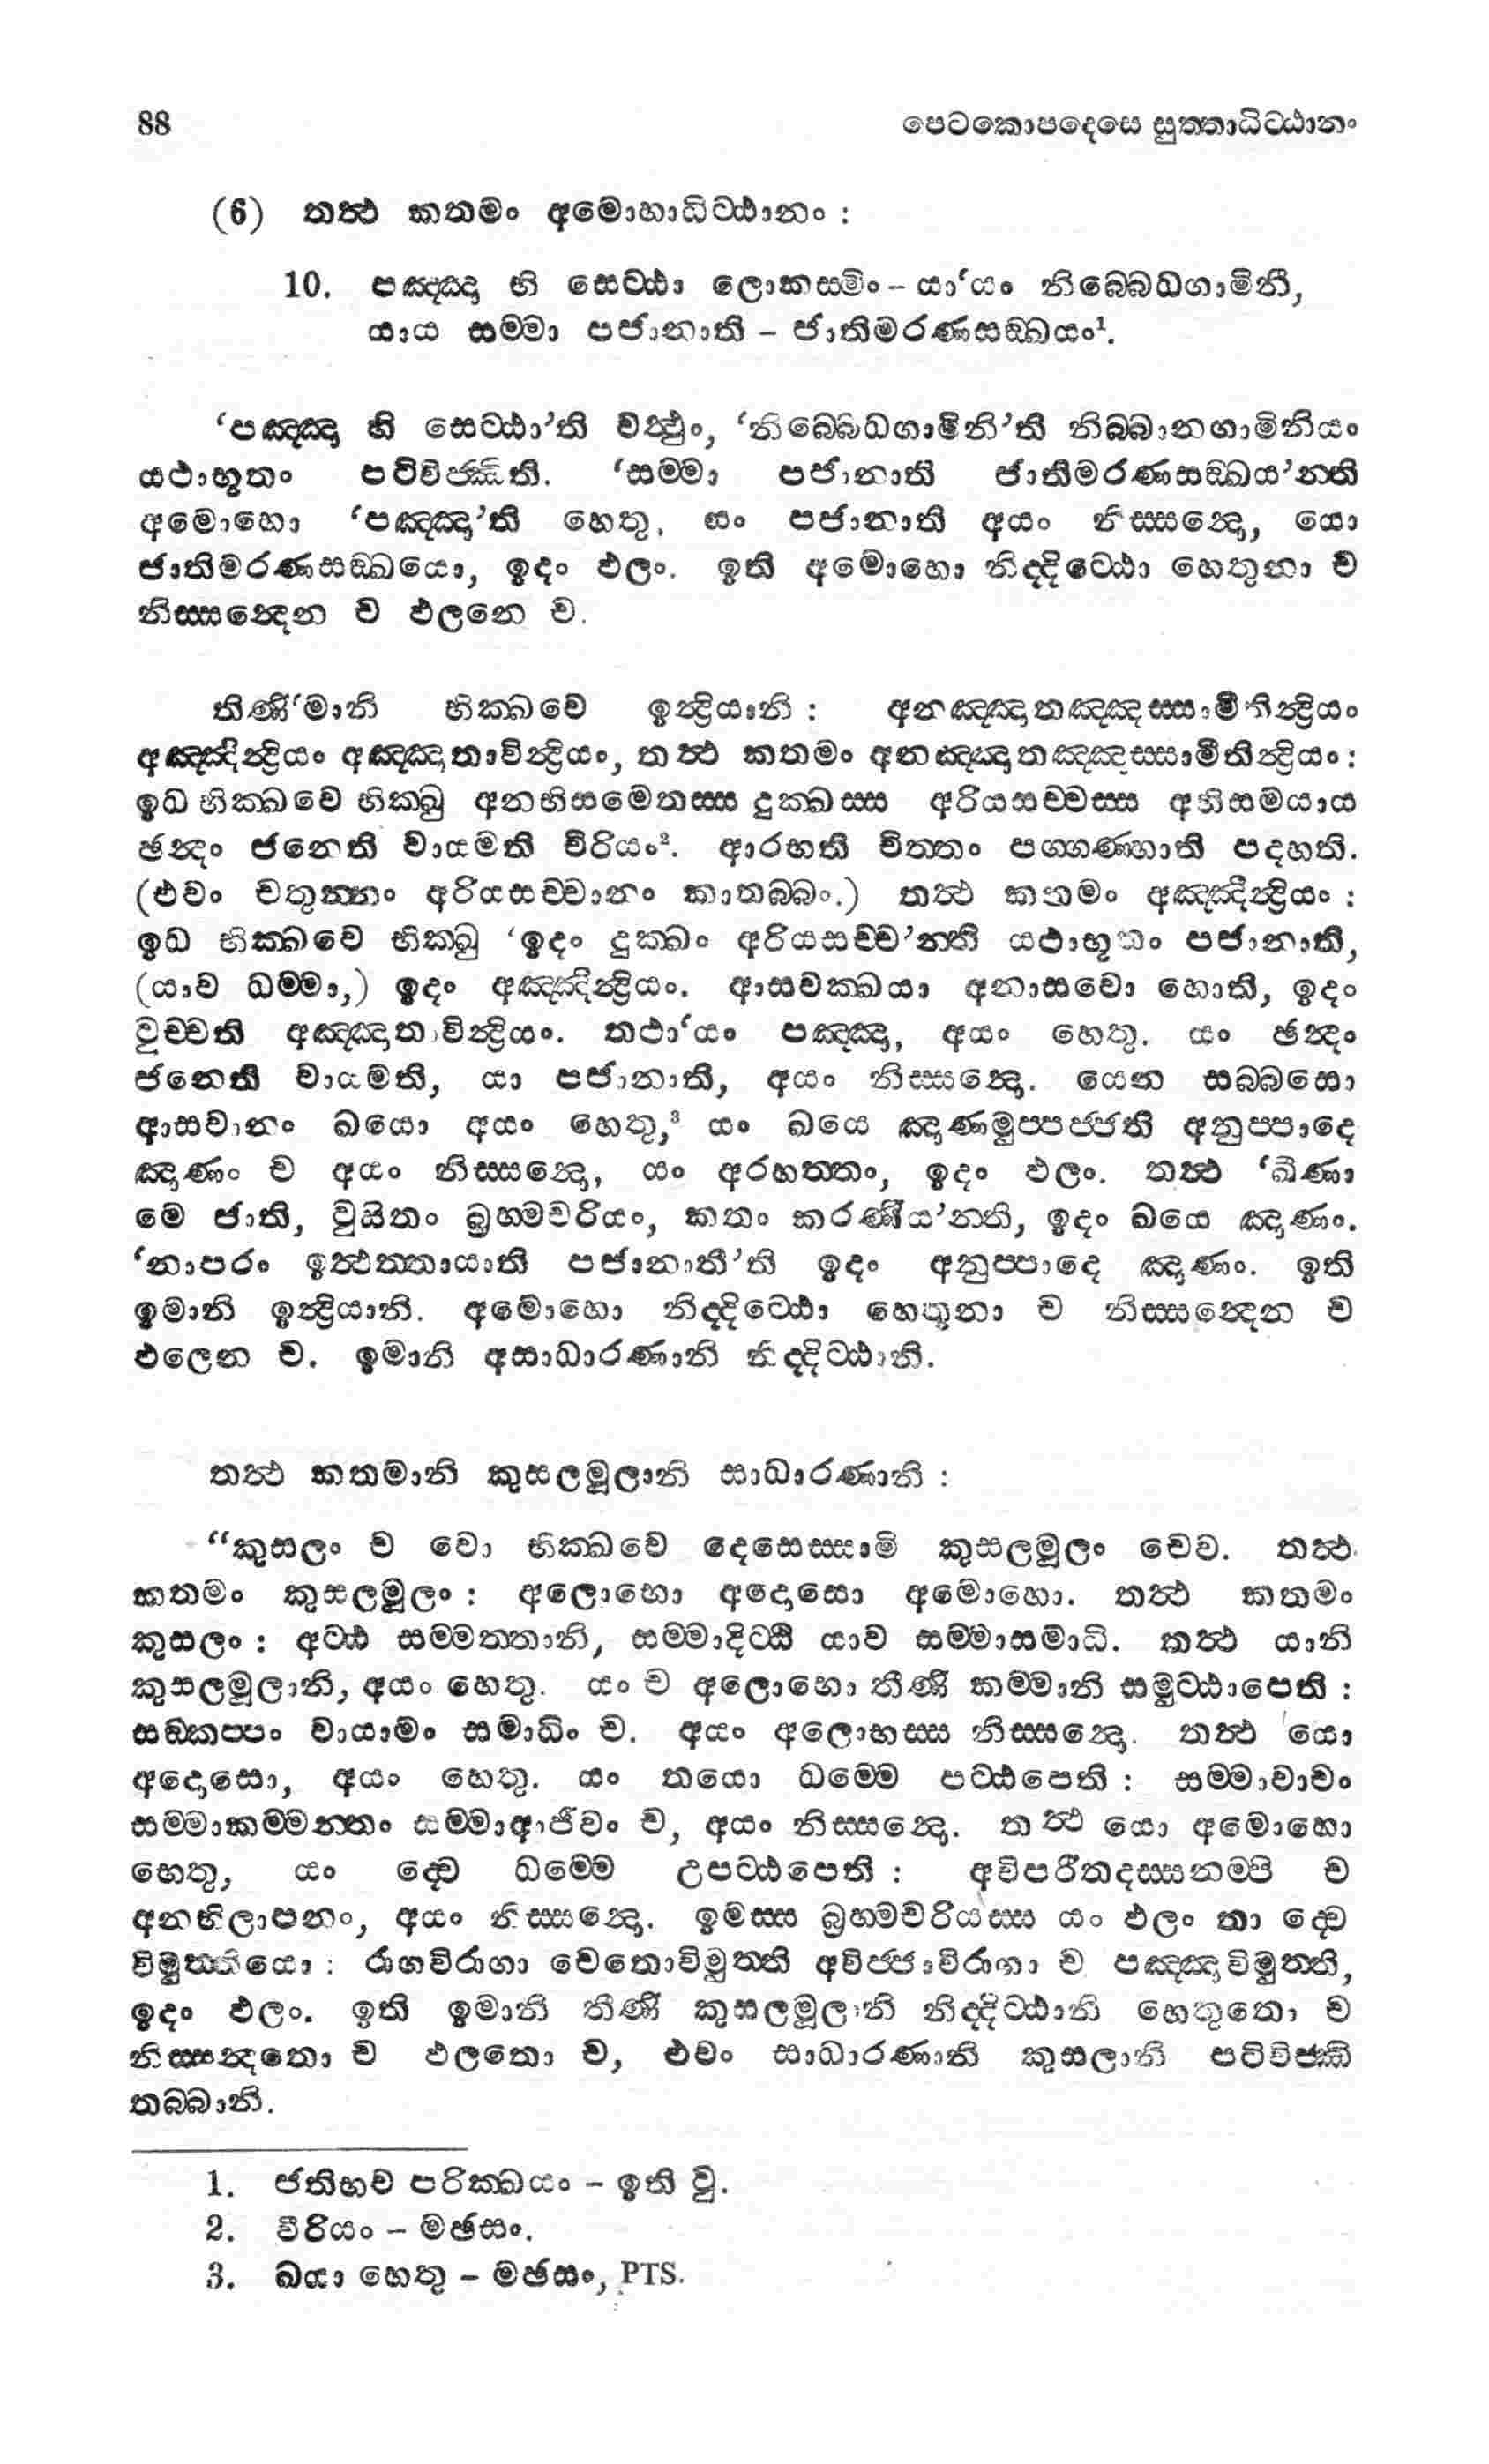 88 පෙටකොපදෙසෙ සුත්තාධිට්ඨානං
(6) තත්ථ කතමං අමොහාධිට්ඨානං :
10. පඤ්ඤා හි සෙට්ඨා ලොකස්මිං – යා‘යං නිබ්බෙධගාමිනී,
යාය සම්මා පජානාති – ජාතිමරණසඞ්ඛයං¹.
‘පඤ්ඤා හි සෙට්ඨා’ති වත්ථුං, ‘නිබ්බෙධගාමිනි’ති නිබ්බානගාමිනියං
යථාභූතං පටිවිජ්ඣති. ‘සම්මා පජානාති ජාතිමරණසඞ්ඛය’න්ති
අමොහො ‘පඤ්ඤා’ති හෙතු, යං පජානාති අයං නිස්සන්දො, යො
ජාතිමරණසඞ්ඛයො, ඉදං ඵලං. ඉති අමොහො නිද්දිට්ඨො හෙතුනා ච
නිස්සන්දෙන ච ඵලනෙ ච.
තිණි‘මානි භික්ඛවෙ ඉන්ද්‍රියානි : අනඤ්ඤාතඤ්ඤස්සාමීතින්ද්‍රියං
අඤ්ඤින්ද්‍රියං අඤ්ඤාතාවින්ද්‍රියං, තත්ථ කතමං අනඤ්ඤාතඤ්ඤස්සාමීතින්ද්‍රියං :
ඉධ භික්ඛවෙ භික්ඛු අනභිසමෙතස්ස දුක්ඛස්ස අරියසච්චස්ස අභිසමයාය
ඡන්දං ජනෙති වායමති විරියං². ආරභති චිත්තං පග්ගණ්හාති පදහති.
(එවං චතුන්නං අරියසච්චානං කාතබ්බං.) තත්ථ කතමං අඤ්ඤින්ද්‍රියං :
ඉධ භික්ඛවෙ භික්ඛු ‘ඉදං දුක්ඛං අරියසච්ච’න්ති යථාභූතං පජානාති,
(යාව ධම්මා,) ඉදං අඤ්ඤින්ද්‍රියං. ආසවක්ඛයා අනාසවො හොති, ඉදං
වුච්චති අඤ්ඤාතාවින්ද්‍රියං. තථා‘යං පඤ්ඤා, අයං හෙතු. යං ඡන්දං
ජනෙති වායමති, යා පජානාති, අයං නිස්සන්දො. යෙන සබ්බසො
ආසවානං ඛයො අයං හෙතු,³ යං ඛයෙ ඤාණමුප්පජ්ජති අනුප්පාදෙ
ඤාණං ච අයං නිස්සන්දො, යං අරහත්තං, ඉදං ඵලං. තත්ථ ‘ඛීණා
මෙ ජාති, වුසිතං බ්‍රහ්මචරියං, කතං කරණීය’න්ති, ඉදං ඛයෙ ඤාණං.
‘නාපරං ඉත්ථත්තායාති පජානාතී’ති ඉදං අනුප්පාදෙ ඤාණං. ඉති
ඉමානි ඉන්ද්‍රියානි. අමොහො නිද්දිට්ඨො හෙතුනා ච නිස්සන්දෙන ච
ඵලෙන ච. ඉමානි අසාධාරණානි නිද්දිට්ඨානි.
තත්ථ කතමානි කුසලමූලානි සාධාරණානි :
“කුසලං ච වො භික්ඛවෙ දෙසෙස්සාමි කුසලමූලං චෙව. තත්ථ
කතමං කුසලමූලං : අලොභො අදොසො අමොහො. තත්ථ කතමං
කුසලං : අට්ඨ සම්මත්තානි, සම්මාදිට්ඨි යාව සම්මාසමාධි. තත්ථ යානි
කුසලමූලානි, අයං හෙතු. යං ච අලොභො තීණි කම්මානි සමුට්ඨාපෙති :
සඞ්කප්පං වායාමං සමාධිං ච. අයං අලොභස්ස නිස්සන්දො. තත්ථ යො
අදොසො, අයං හෙතු. යං තයො ධම්මෙ පට්ඨපෙති : සම්මාවාචං
සම්මාකම්මන්තං සම්මාආජීවං ච, අයං නිස්සන්දො. තත්ථ යො අමොහො
හෙතු, යං ද්වෙ ධම්මෙ උපට්ඨපෙති : අවිපරීතදස්සනම්පි ච
අනභිලාපනං, අයං නිස්සන්දො. ඉමස්ස බ්‍රහ්මචරියස්ස යං ඵලං තා ද්වෙ
විමුත්තියො : රාගවිරාගා චෙතොවිමුත්ති අවිජ්ජාවිරාගා ච පඤ්ඤාවිමුත්ති,
ඉදං ඵලං. ඉති ඉමානි තීණි කුසලමූලානි නිද්දිට්ඨානි හෙතුතො ච
නිස්සන්දතො ච ඵලතො ච, එවං සාධාරණානි කුසලානි පටිවිජ්ඣි
තබ්බානි.
1. ජතිභව පරික්ඛයං – ඉති වු.
2. වීරියං – මඡසං.
3. ඛයා හෙතු – මඡසං, PTS.